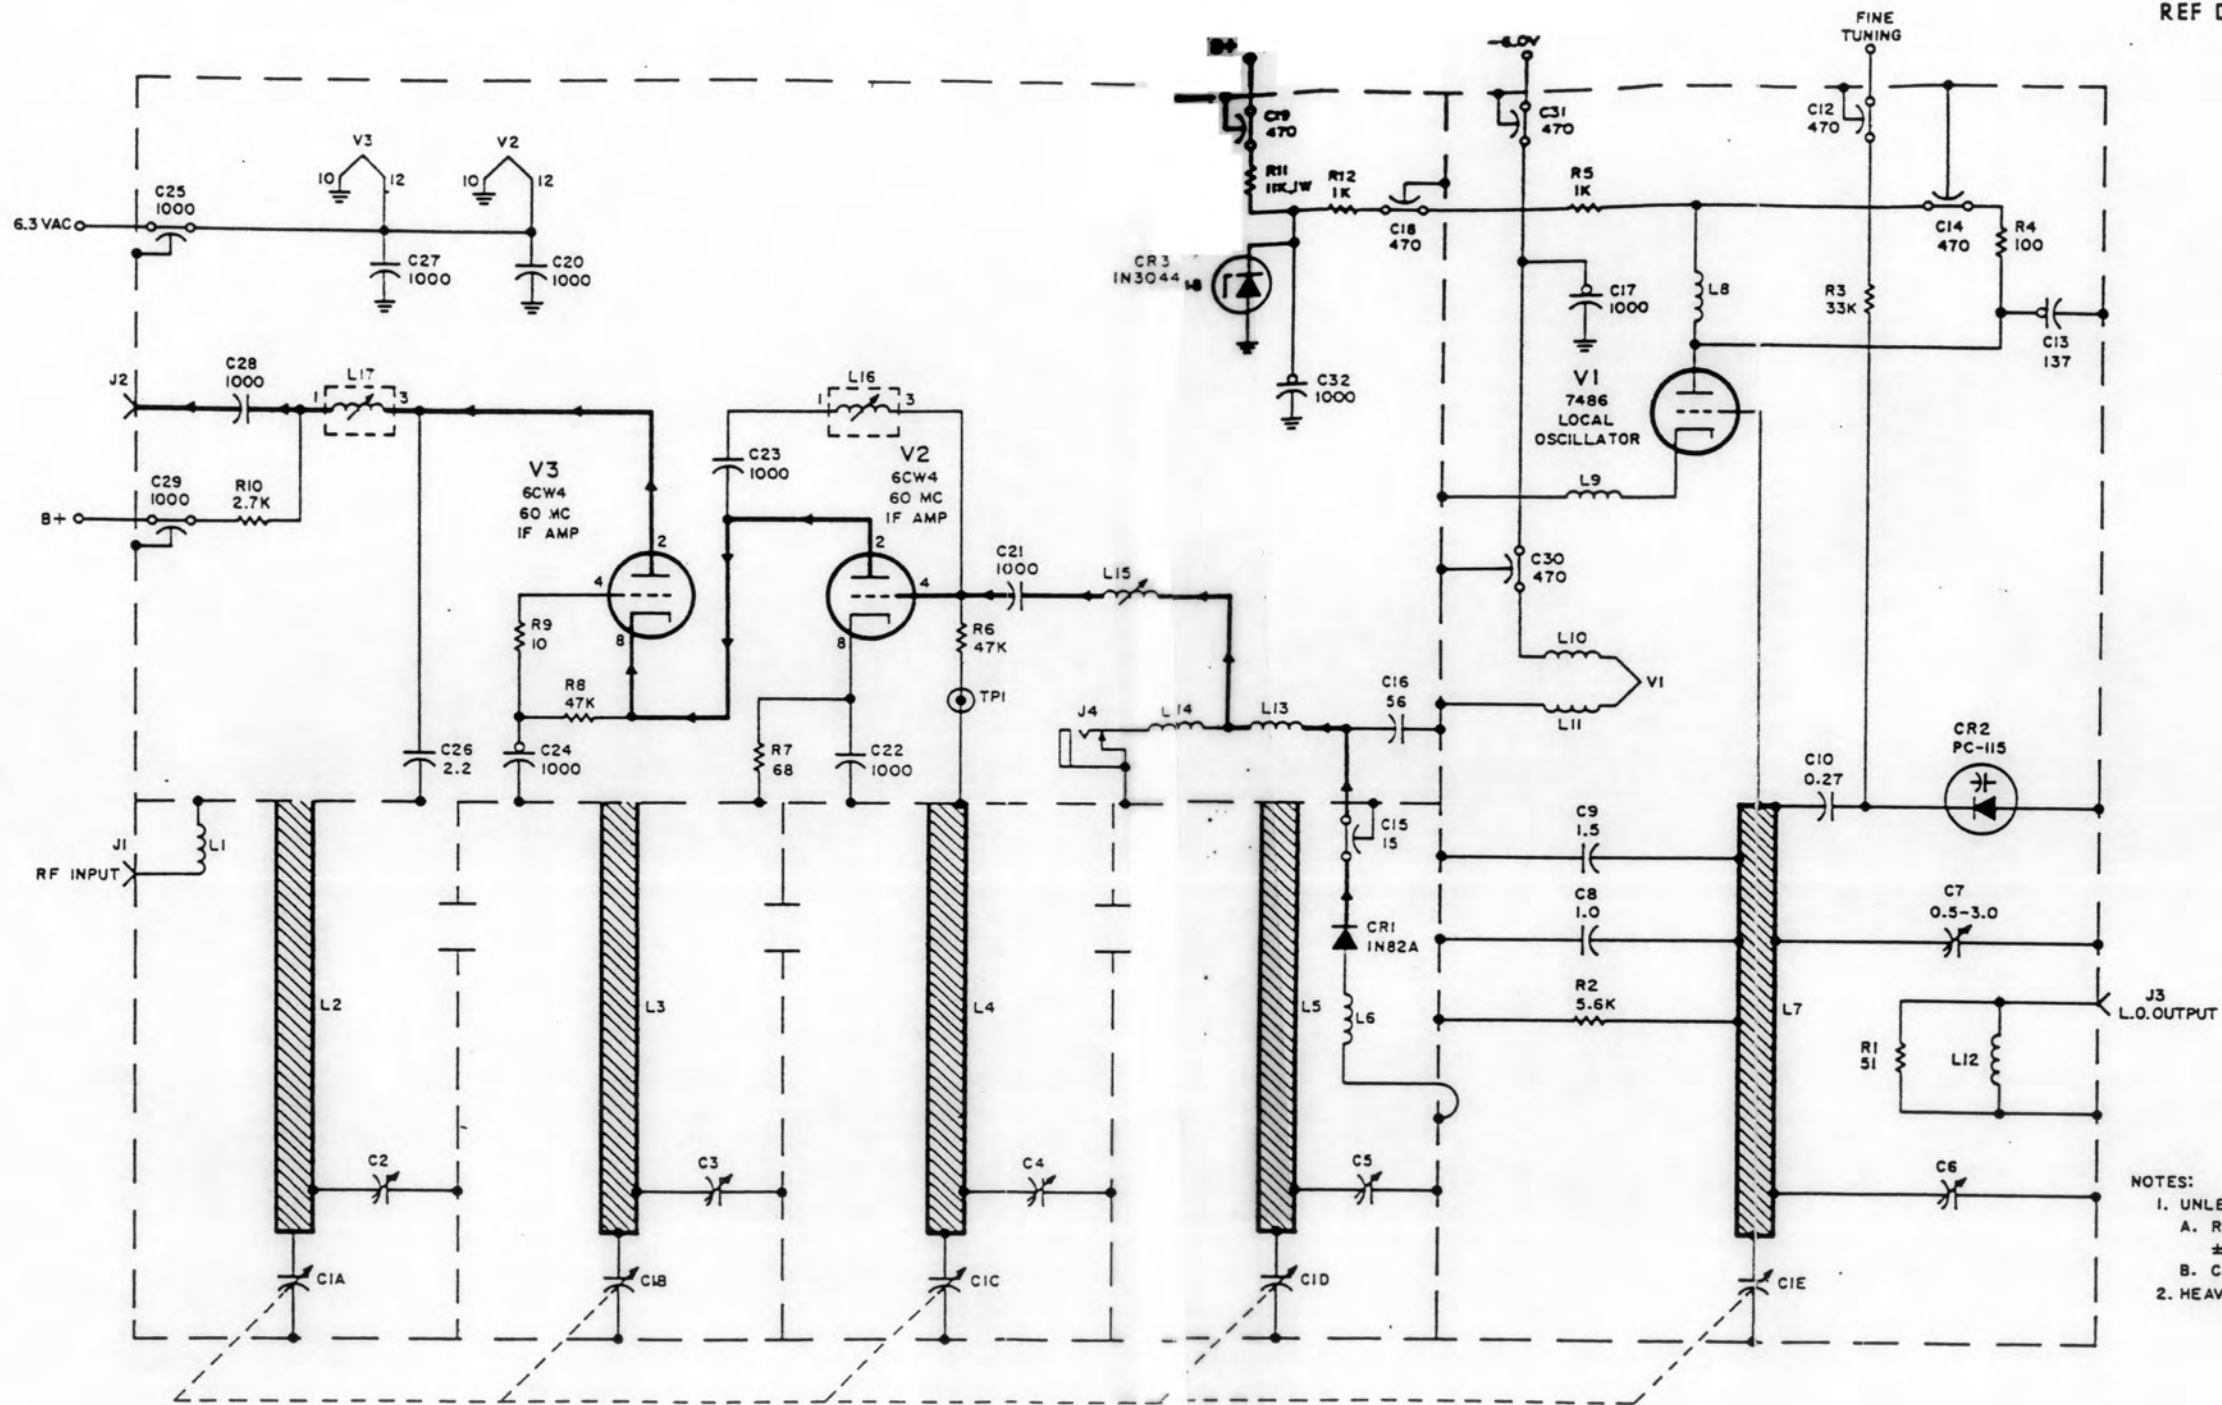 REF D
FINE
TUNING
B+
-6.0V
C19
470
C31
470
C12
470
V3
V2
10
12
10
12
C25
1000
6.3 VAC
C27
1000
C20
1000
R11
11K, 1W
R12
1K
C18
470
R5
1K
C14
470
R4
100
CR3
1N3044
C17
1000
L8
R3
33K
C13
137
J2
C28
1000
1
L17
3
1
L16
3
C32
1000
V1
7486
LOCAL
OSCILLATOR
C23
1000
V3
6CW4
60 MC
IF AMP
V2
6CW4
60 MC
IF AMP
B+
C29
1000
R10
2.7K
L9
2
4
8
2
4
8
C21
1000
L15
C30
470
R9
10
R6
47K
R8
47K
TP1
L10
V1
L11
C16
56
J4
L14
L13
C26
2.2
C24
1000
R7
68
C22
1000
CR2
PC-115
C10
0.27
J1
RF INPUT
L1
C15
15
C9
1.5
C8
1.0
C7
0.5-3.0
CR1
1N82A
R2
5.6K
L2
L3
L4
L5
L6
L7
J3
L.O. OUTPUT
R1
51
L12
C2
C3
C4
C5
C6
C1A
C1B
C1C
C1D
C1E
NOTES:
1. UNLE
A. R
±
B. C
2. HEAV